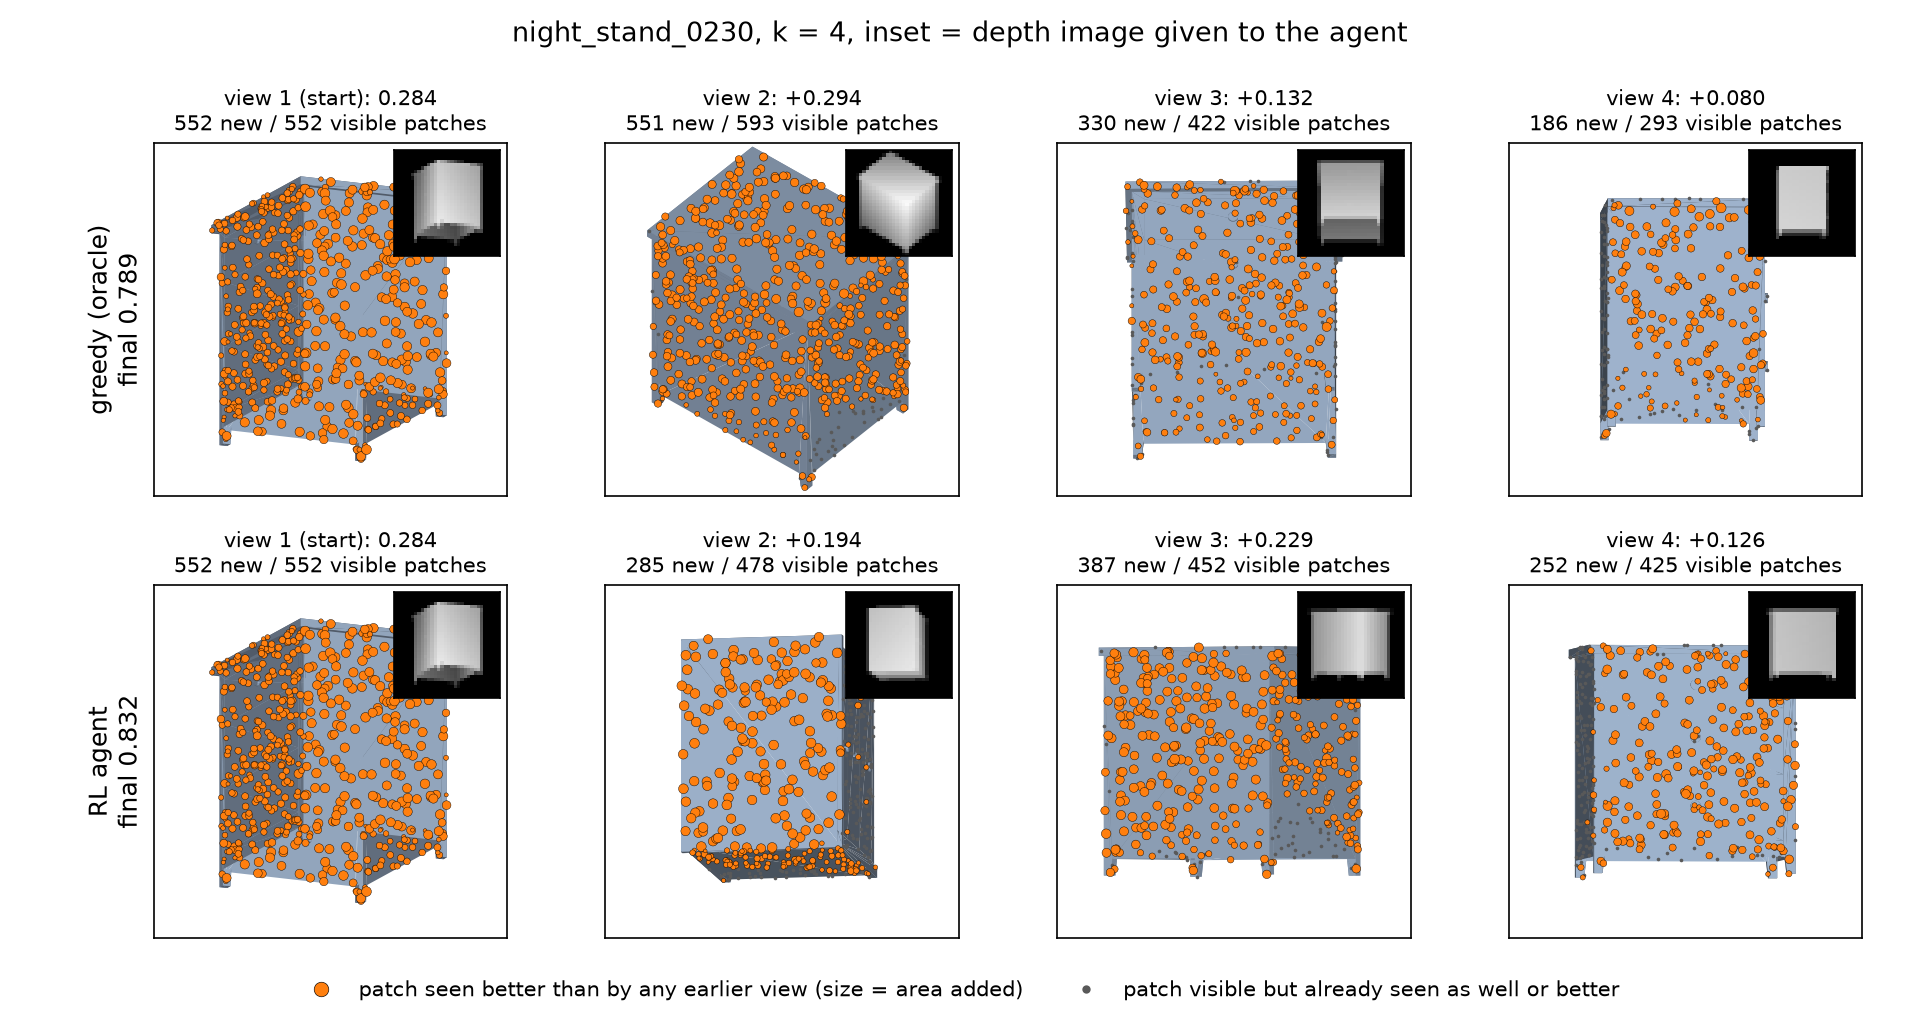 night_stand_0230, k = 4, inset = depth image given to the agent
view 1 (start): 0.284
552 new / 552 visible patches
view 2: +0.294
551 new / 593 visible patches
view 3: +0.132
330 new / 422 visible patches
view 4: +0.080
186 new / 293 visible patches
greedy (oracle)
final 0.789
view 1 (start): 0.284
552 new / 552 visible patches
view 2: +0.194
285 new / 478 visible patches
view 3: +0.229
387 new / 452 visible patches
view 4: +0.126
252 new / 425 visible patches
RL agent
final 0.832
patch seen better than by any earlier view (size = area added)
patch visible but already seen as well or better